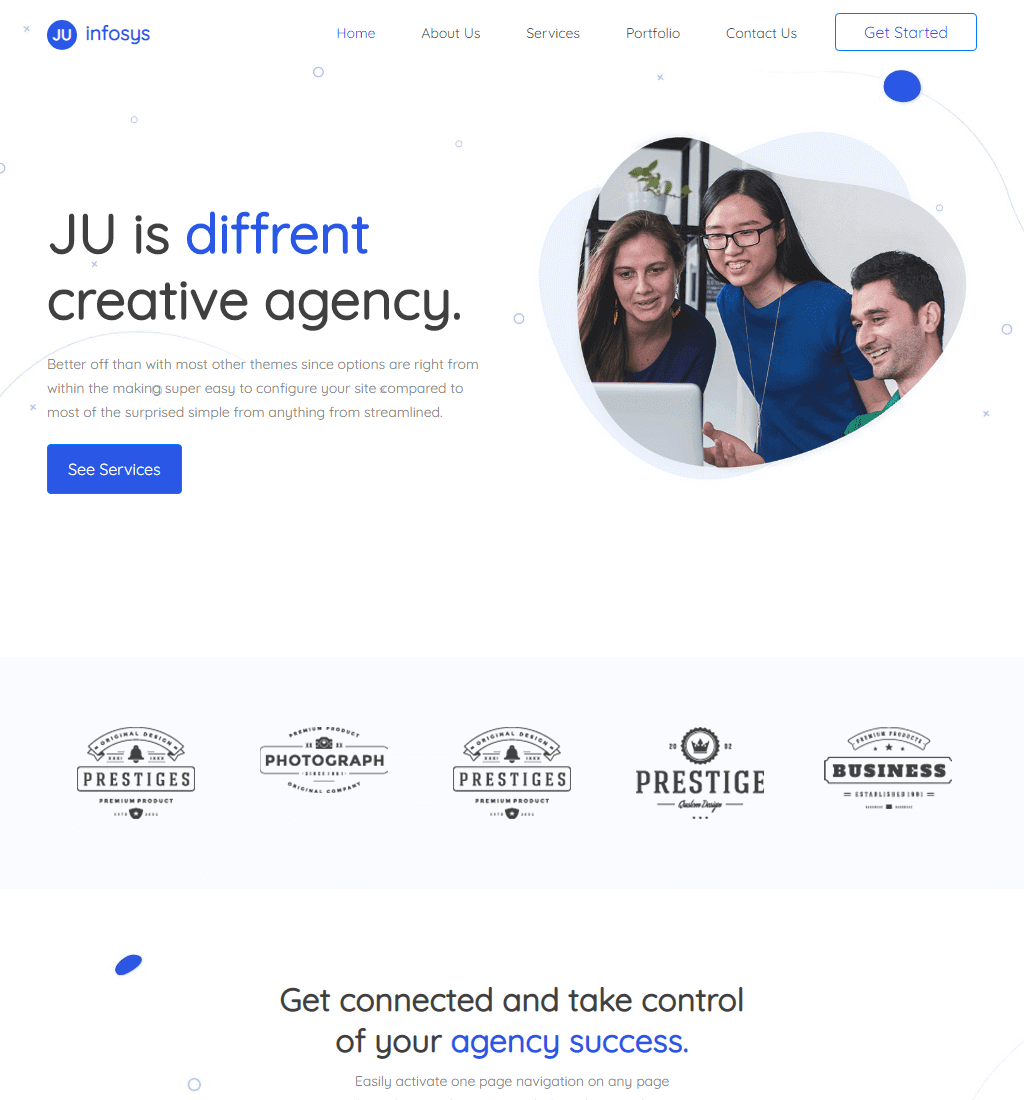 JU infosys
Home
About Us
Services
Portfolio
Contact Us
Get Started
JU is diffrent
creative agency.
Better off than with most other themes since options are right from
within the making super easy to configure your site compared to
most of the surprised simple from anything from streamlined.
See Services
ORIGINAL DESIGN
PRESTIGES
PREMIUM PRODUCT
PREMIUM PRODUCT
PHOTOGRAPH
ORIGINAL COMPANY
ORIGINAL DESIGN
PRESTIGES
PREMIUM PRODUCT
20 02
PRESTIGE
Qustom Design
PREMIUM PRODUCTS
BUSINESS
ESTABLISHED 1991
Get connected and take control
of your agency success.
Easily activate one page navigation on any page